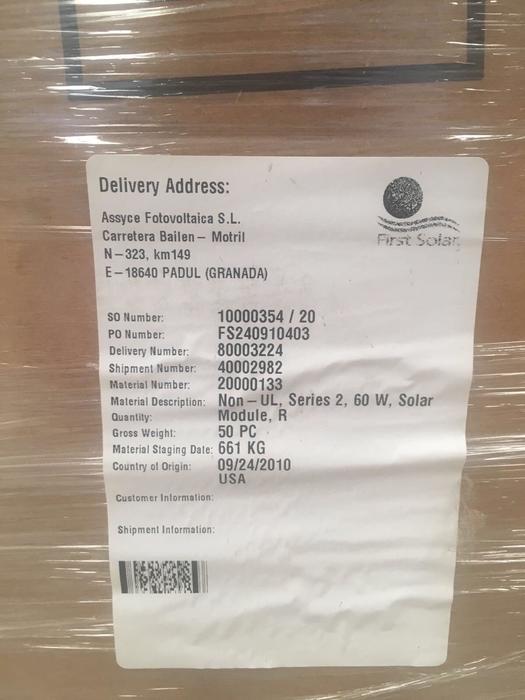 Delivery Address:
First Solar
Assyce Fotovoltaica S.L.
Carretera Bailen – Motril
N–323, km149
E–18640 PADUL (GRANADA)
SO Number: 10000354 / 20
PO Number: FS240910403
Delivery Number: 80003224
Shipment Number: 40002982
Material Number: 20000133
Material Description: Non–UL, Series 2, 60 W, Solar
Quantity: Module, R
Gross Weight: 50 PC
Material Staging Date: 661 KG
Country of Origin: 09/24/2010
USA
Customer Information:
Shipment Information: